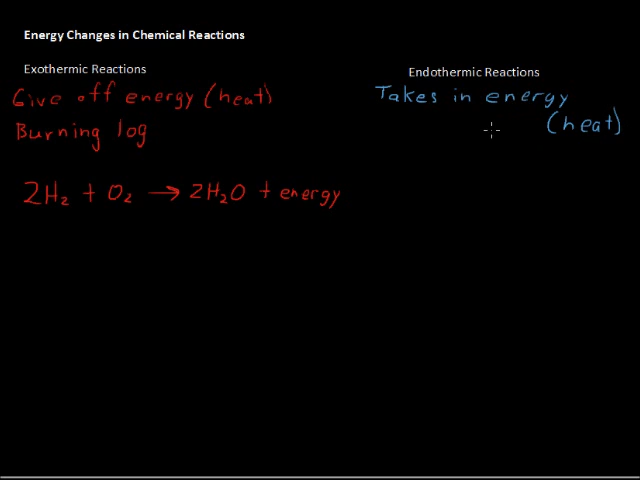 Energy Changes in Chemical Reactions
Exothermic Reactions
Give off energy (heat)
Burning log
2H₂ + O₂ → 2H₂O + energy
Endothermic Reactions
Takes in energy
(heat)